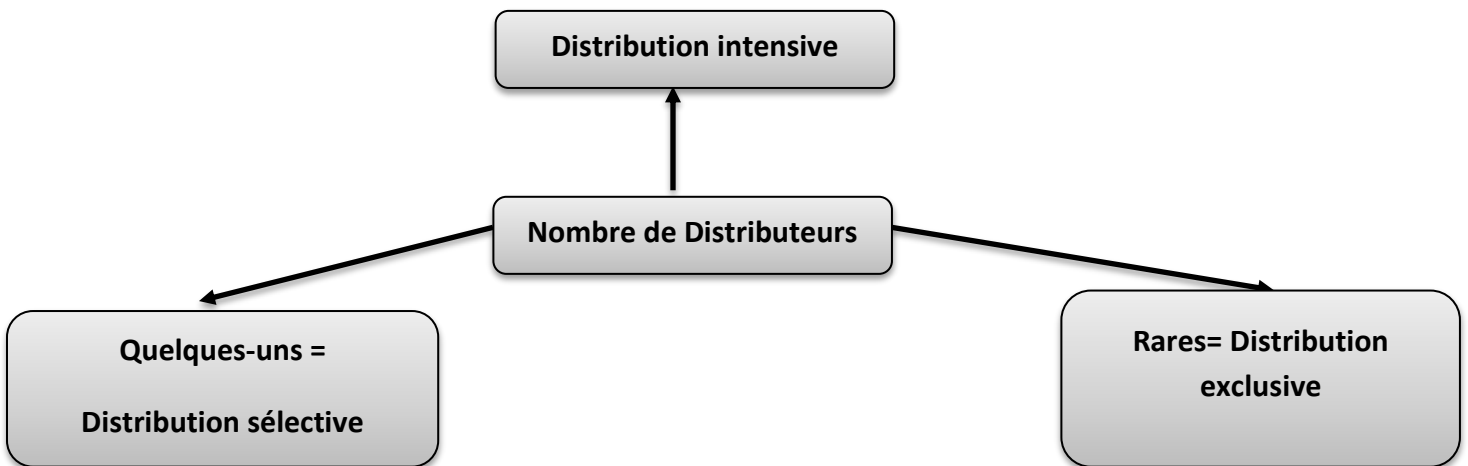 Distribution intensive
Nombre de Distributeurs
Quelques-uns =
Distribution sélective
Rares= Distribution
exclusive